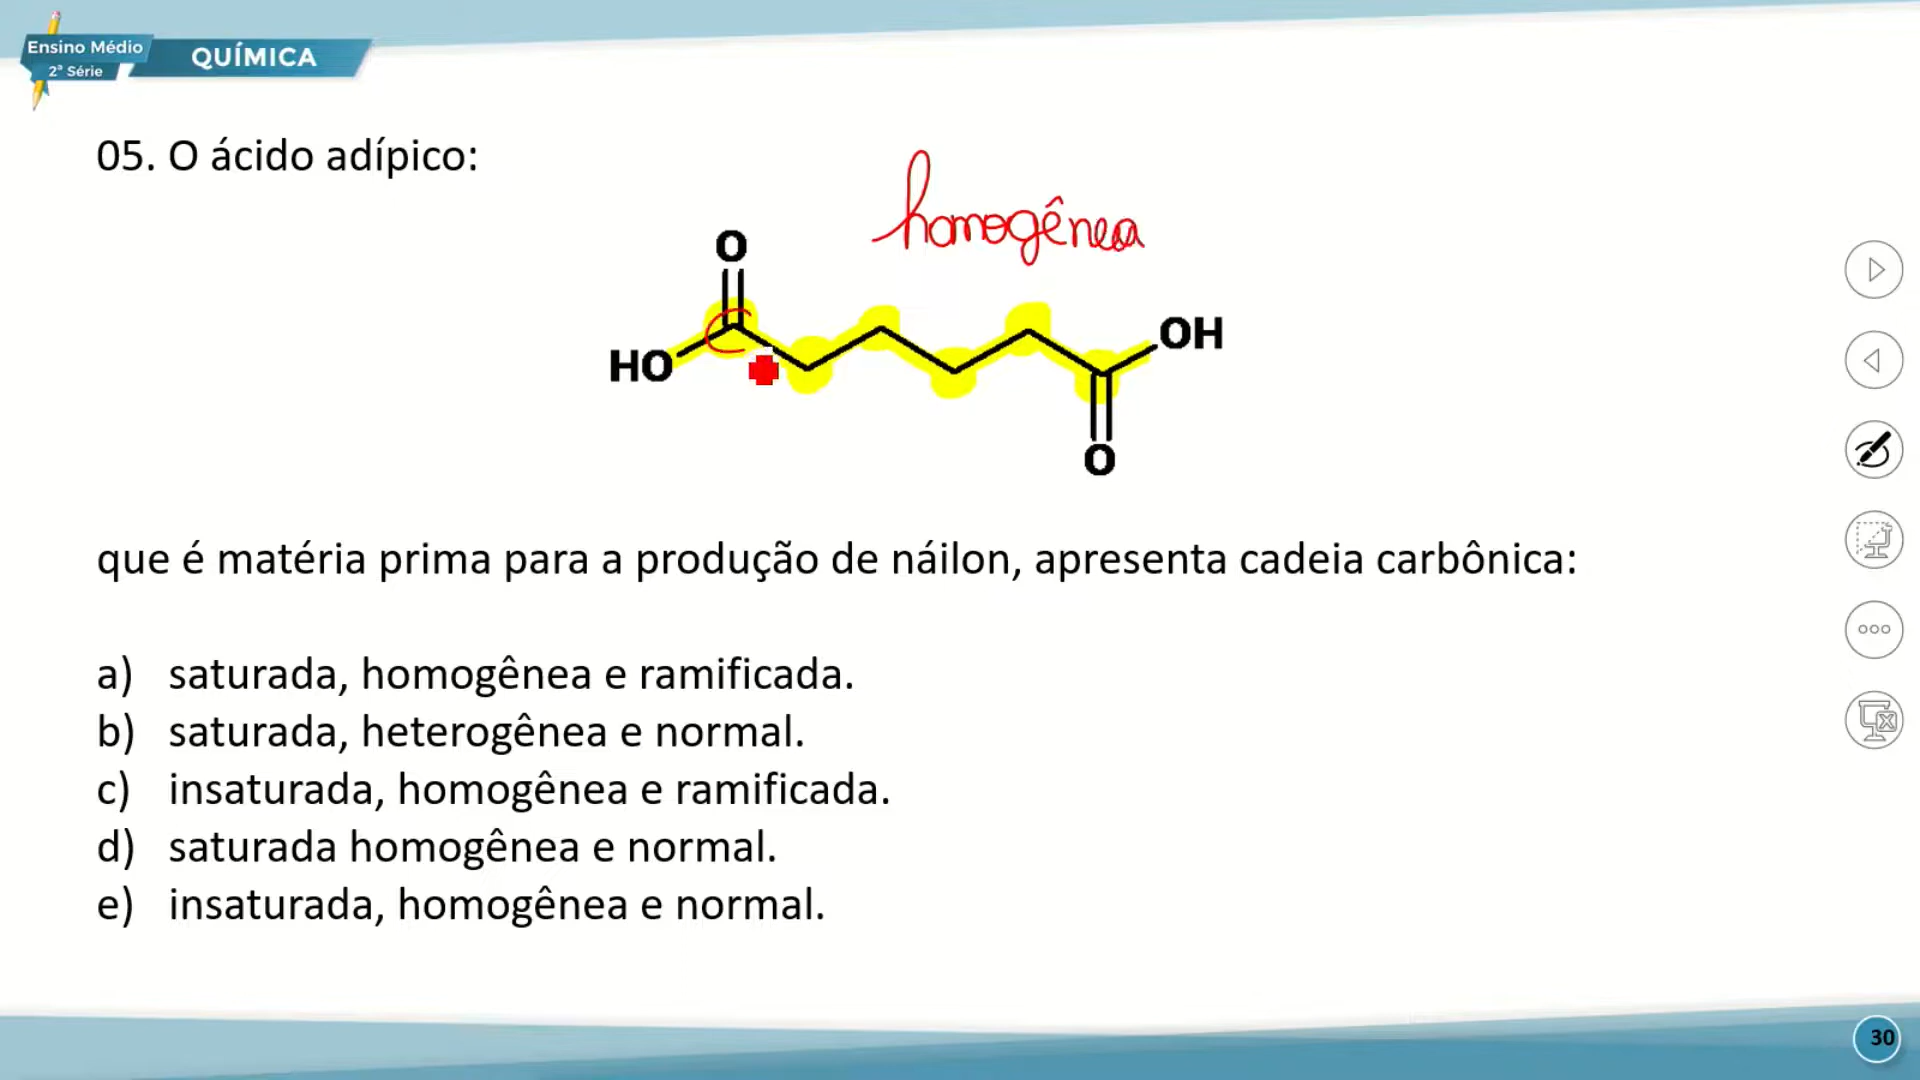 Ensino Médio
2ª Série
QUÍMICA
05. O ácido adípico:
homogênea
O
HO
OH
O
que é matéria prima para a produção de náilon, apresenta cadeia carbônica:
a) saturada, homogênea e ramificada.
b) saturada, heterogênea e normal.
c) insaturada, homogênea e ramificada.
d) saturada homogênea e normal.
e) insaturada, homogênea e normal.
30